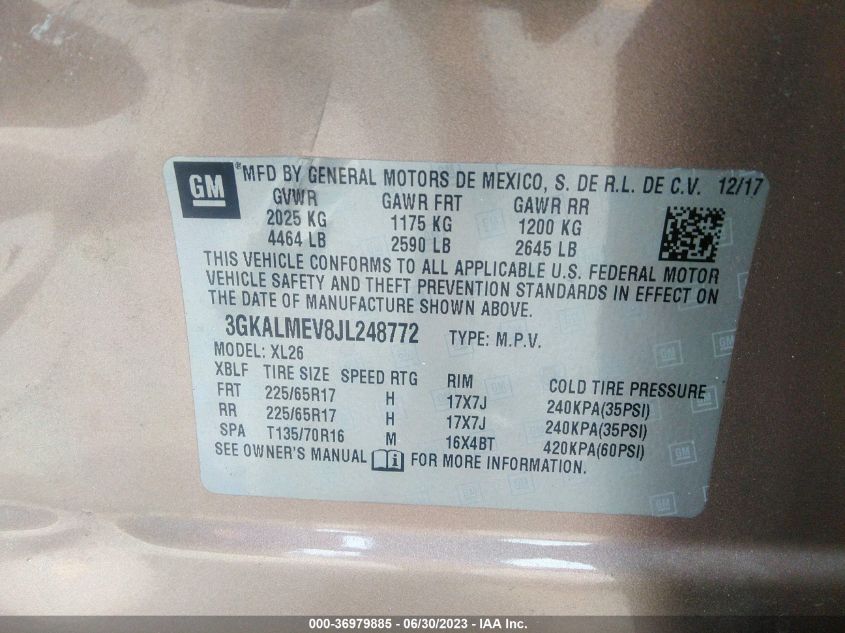 GM ® MFD BY GENERAL MOTORS DE MEXICO, S. DE R.L. DE C.V. 12/17
GVWR GAWR FRT GAWR RR
2025 KG 1175 KG 1200 KG
4464 LB 2590 LB 2645 LB
THIS VEHICLE CONFORMS TO ALL APPLICABLE U.S. FEDERAL MOTOR
VEHICLE SAFETY AND THEFT PREVENTION STANDARDS IN EFFECT ON
THE DATE OF MANUFACTURE SHOWN ABOVE.
3GKALMEV8JL248772 TYPE: M.P.V.
MODEL: XL26
XBLF TIRE SIZE SPEED RTG RIM COLD TIRE PRESSURE
FRT 225/65R17 H 17X7J 240KPA(35PSI)
RR 225/65R17 H 17X7J 240KPA(35PSI)
SPA T135/70R16 M 16X4BT 420KPA(60PSI)
SEE OWNER'S MANUAL i FOR MORE INFORMATION.
000-36979885 - 06/30/2023 - IAA Inc.